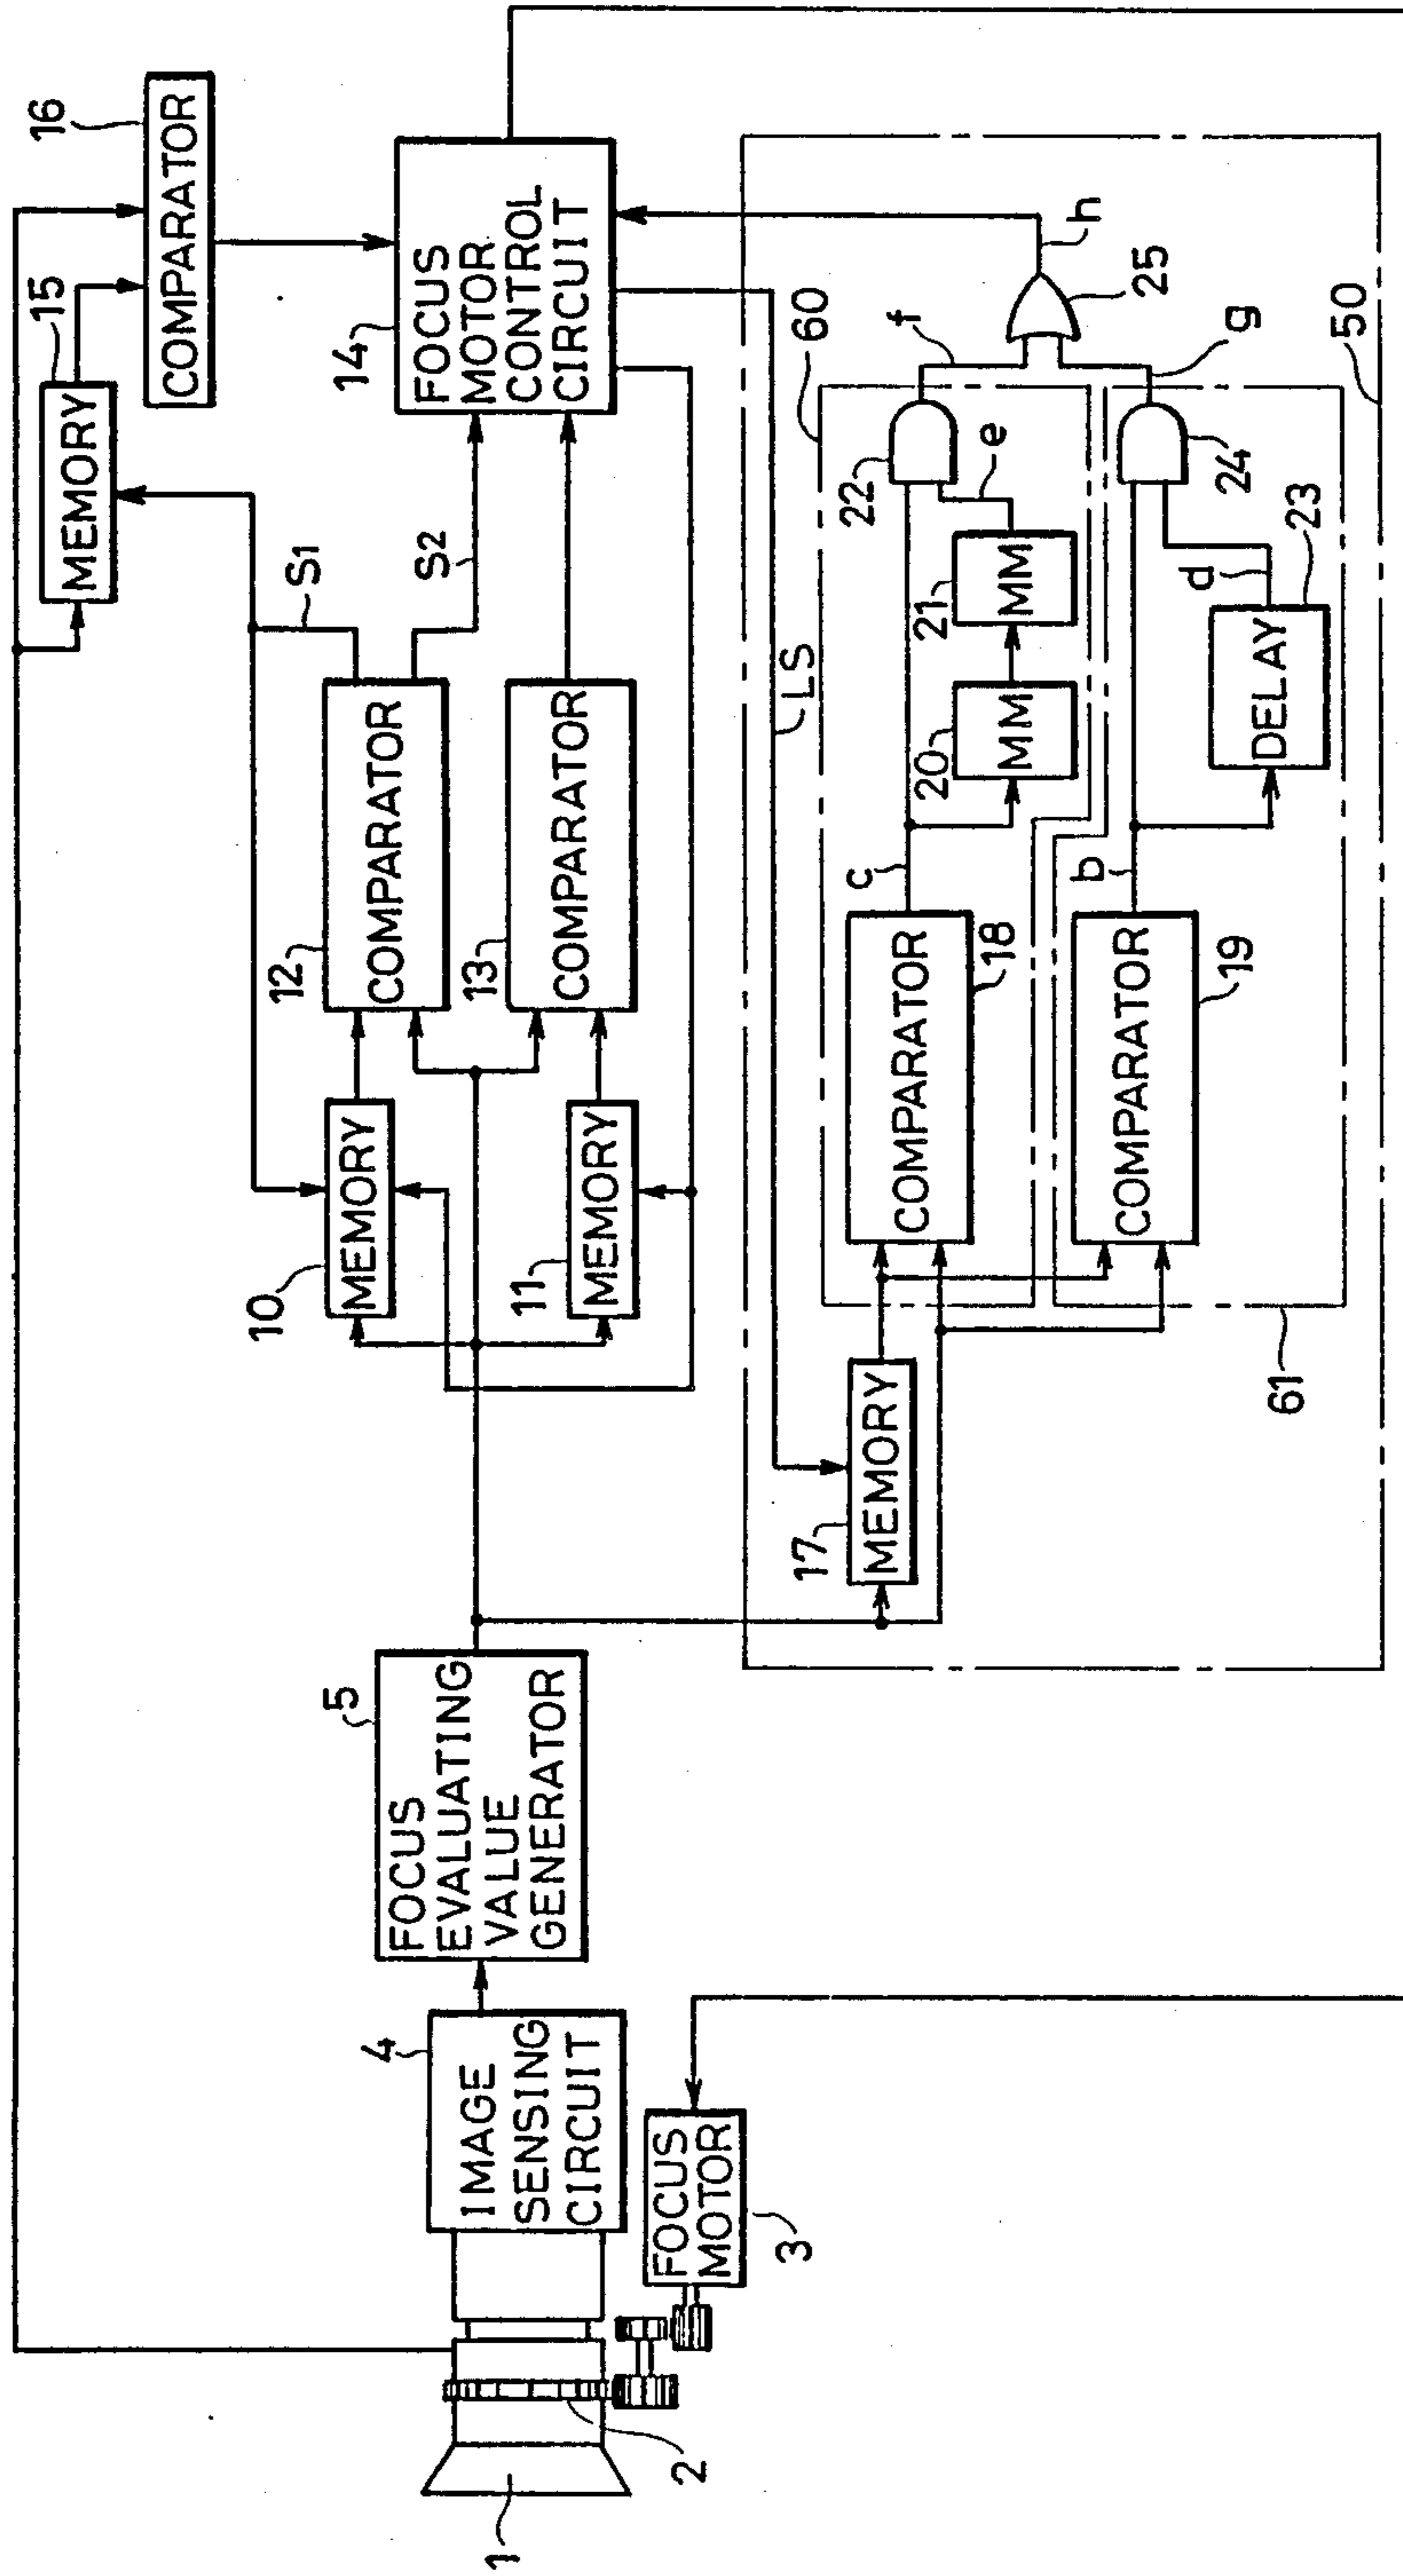 16
COMPARATOR
15
MEMORY
S1
S2
14
FOCUS
MOTOR
CONTROL
CIRCUIT
12
COMPARATOR
13
COMPARATOR
10
MEMORY
11
MEMORY
5
FOCUS
EVALUATING
VALUE
GENERATOR
4
IMAGE
SENSING
CIRCUIT
1
2
3
FOCUS
MOTOR
LS
17
MEMORY
60
c
COMPARATOR
18
20
MM
21
MM
e
22
f
h
25
g
b
COMPARATOR
19
DELAY
23
d
24
61
50